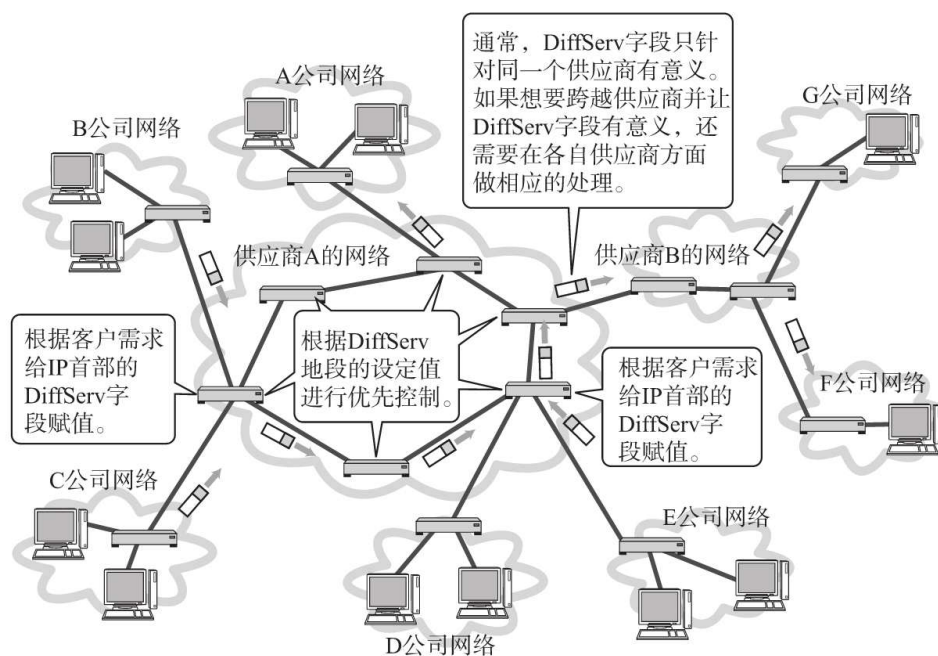 通常，DiffServ字段只针
对同一个供应商有意义。
如果想要跨越供应商并让
DiffServ字段有意义，还
需要在各自供应商方面
做相应的处理。
A公司网络
G公司网络
B公司网络
供应商A的网络
供应商B的网络
根据客户需求
给IP首部的
DiffServ字
段赋值。
根据DiffServ
地段的设定值
进行优先控制。
根据客户需求
给IP首部的
DiffServ字
段赋值。
F公司网络
C公司网络
E公司网络
D公司网络